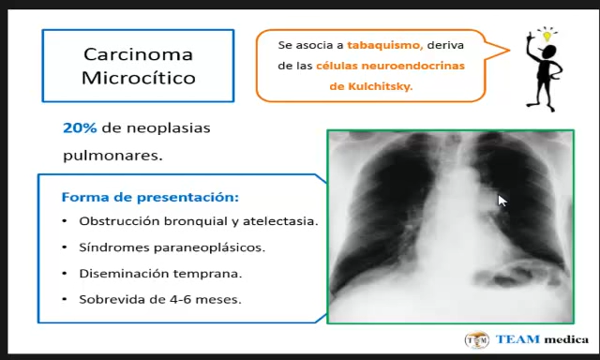 Carcinoma
Microcítico
Se asocia a tabaquismo, deriva
de las células neuroendocrinas
de Kulchitsky.
20% de neoplasias
pulmonares.
Forma de presentación:
• Obstrucción bronquial y atelectasia.
• Síndromes paraneoplásicos.
• Diseminación temprana.
• Sobrevida de 4-6 meses.
TEAM medica